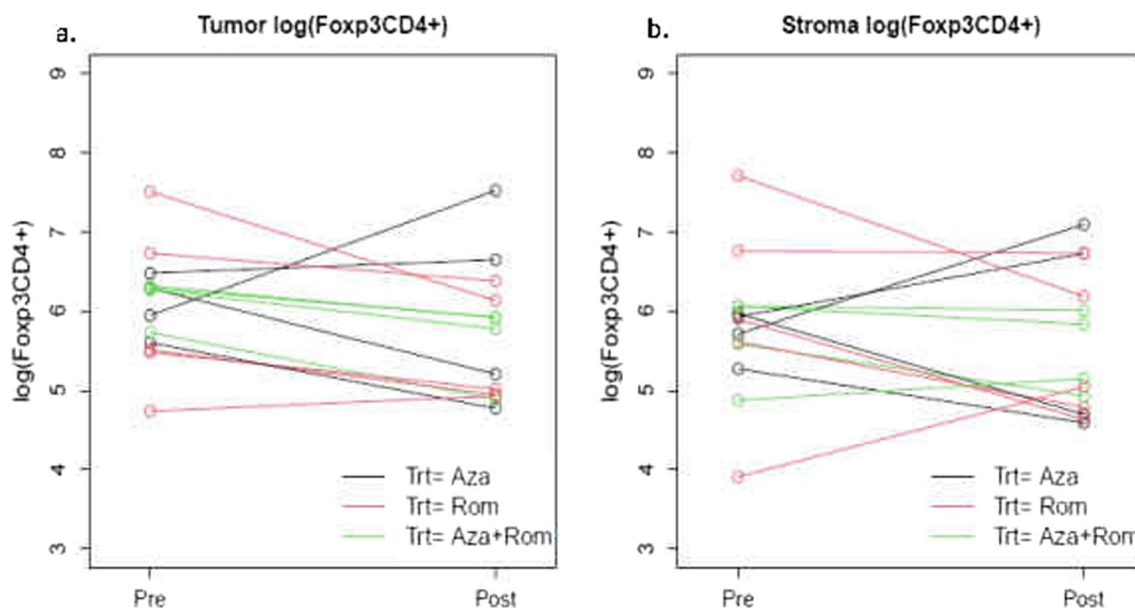 a.
Tumor log(Foxp3CD4+)
log(Foxp3CD4+)
9
8
7
6
5
4
3
Trt= Aza
Trt= Rom
Trt= Aza+Rom
Pre
Post
b.
Stroma log(Foxp3CD4+)
log(Foxp3CD4+)
9
8
7
6
5
4
3
Trt= Aza
Trt= Rom
Trt= Aza+Rom
Pre
Post